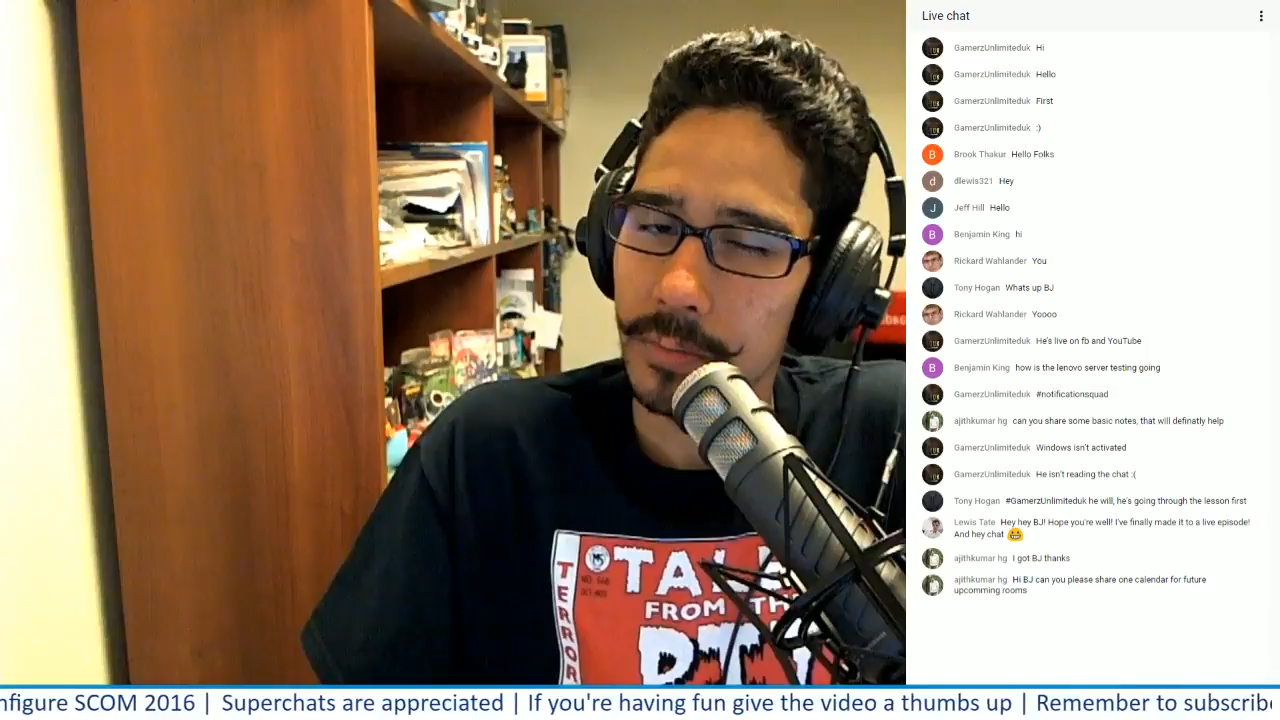 Live chat
GamerzUnlimiteduk Hi
GamerzUnlimiteduk Hello
GamerzUnlimiteduk First
GamerzUnlimiteduk :)
B Brook Thakur Hello Folks
d dlewis321 Hey
J Jeff Hill Hello
B Benjamin King hi
Rickard Wahlander You
Tony Hogan Whats up BJ
Rickard Wahlander Yoooo
GamerzUnlimiteduk He's live on fb and YouTube
B Benjamin King how is the lenovo server testing going
GamerzUnlimiteduk #notificationsquad
ajithkumar hg can you share some basic notes, that will definatly help
GamerzUnlimiteduk Windows isn't activated
GamerzUnlimiteduk He isn't reading the chat :(
Tony Hogan #GamerzUnlimiteduk he will, he's going through the lesson first
Lewis Tate Hey hey BJ! Hope you're well! I've finally made it to a live episode!
And hey chat 😀
ajithkumar hg I got BJ thanks
ajithkumar hg Hi BJ can you please share one calendar for future
upcomming rooms
TERROR
FROM TH
nfigure SCOM 2016 | Superchats are appreciated | If you're having fun give the video a thumbs up | Remember to subscribe